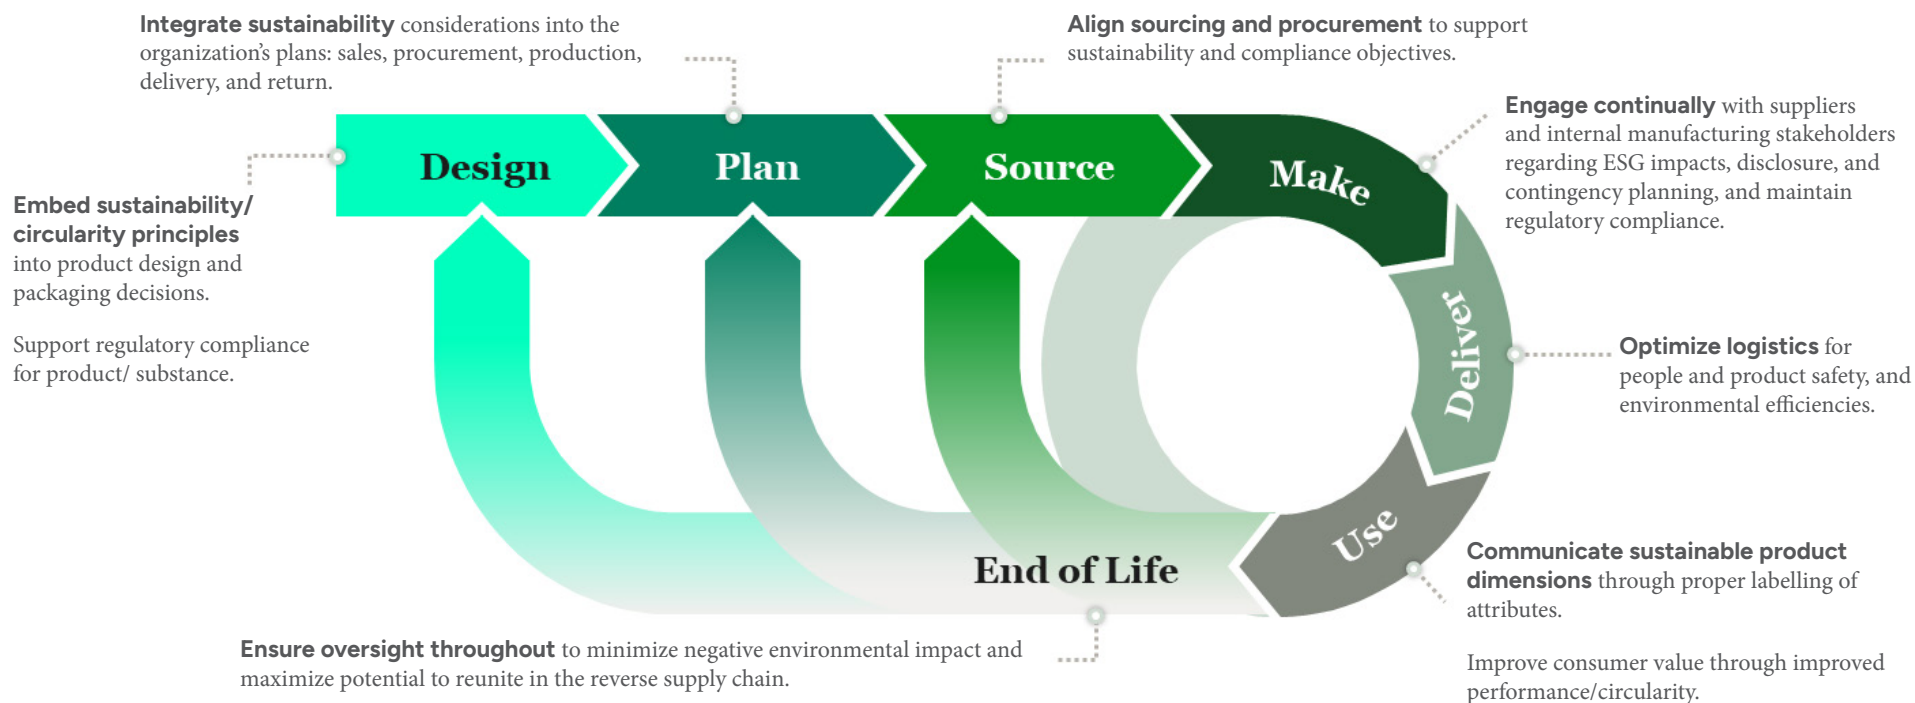 Integrate sustainability considerations into the
organization's plans: sales, procurement, production,
delivery, and return.
Align sourcing and procurement to support
sustainability and compliance objectives.
Engage continually with suppliers
and internal manufacturing stakeholders
regarding ESG impacts, disclosure, and
contingency planning, and maintain
regulatory compliance.
Design
Plan
Source
Make
Embed sustainability/
circularity principles
into product design and
packaging decisions.
Support regulatory compliance
for product/ substance.
Deliver
Optimize logistics for
people and product safety, and
environmental efficiencies.
Use
Communicate sustainable product
dimensions through proper labelling of
attributes.
Improve consumer value through improved
performance/circularity.
End of Life
Ensure oversight throughout to minimize negative environmental impact and
maximize potential to reunite in the reverse supply chain.